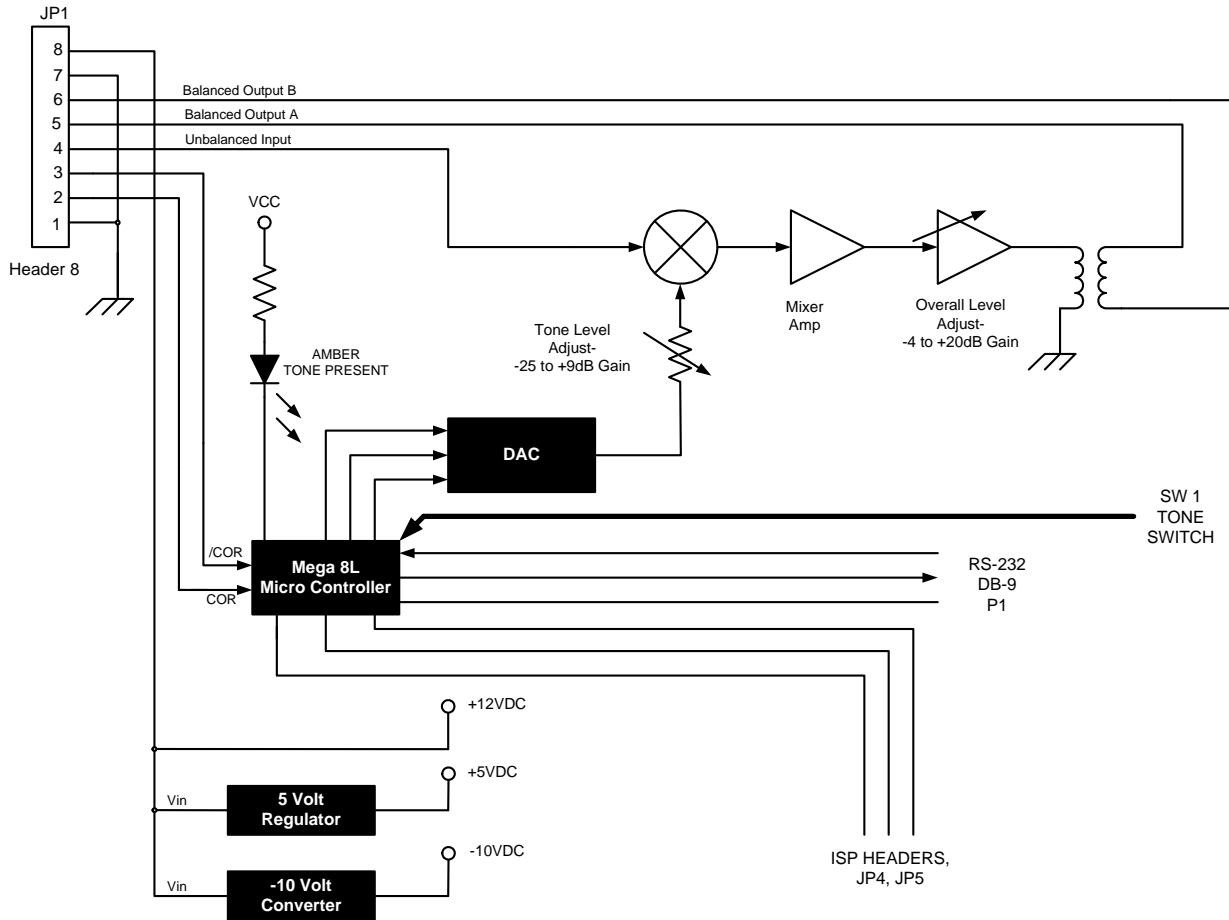 JP1
8
7
6
5
4
3
2
1
Header 8
Balanced Output B
Balanced Output A
Unbalanced Input
VCC
AMBER
TONE PRESENT
Tone Level
Adjust-
-25 to +9dB Gain
Mixer
Amp
Overall Level
Adjust-
-4 to +20dB Gain
DAC
SW 1
TONE
SWITCH
/COR
COR
Mega 8L
Micro Controller
RS-232
DB-9
P1
+12VDC
+5VDC
Vin
5 Volt
Regulator
-10VDC
Vin
-10 Volt
Converter
ISP HEADERS,
JP4, JP5